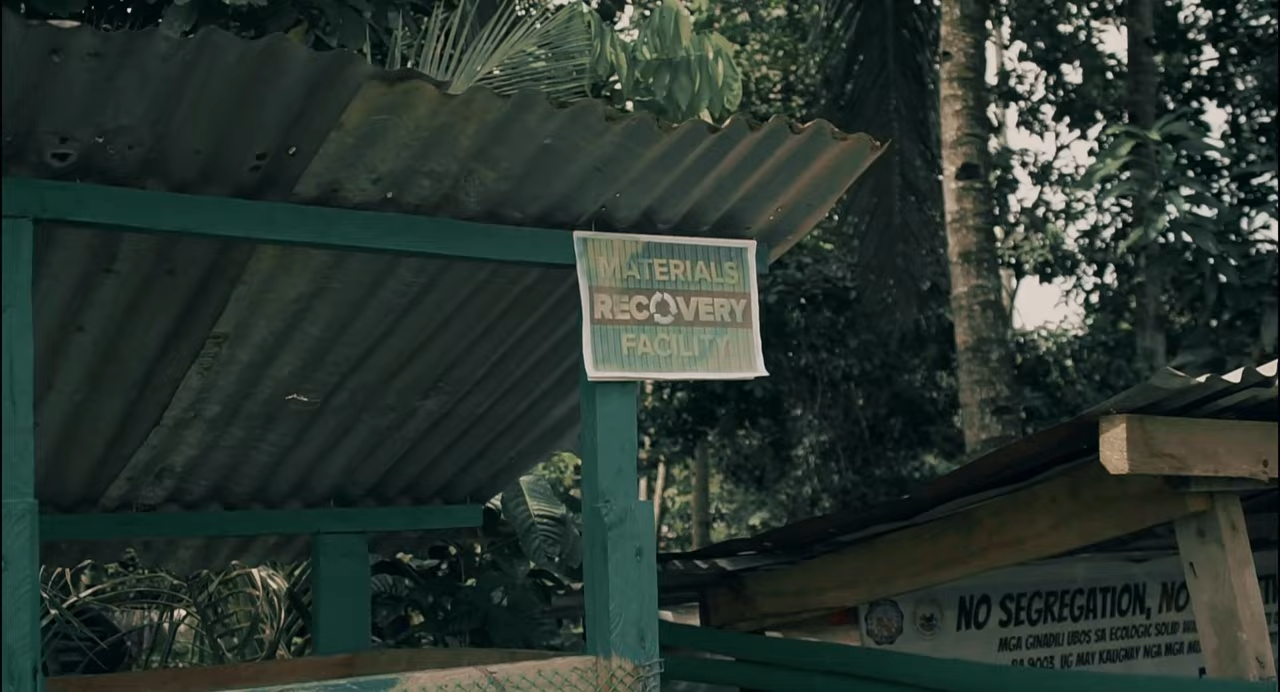 MATERIALS
RECOVERY
FACILITY
NO SEGREGATION, NO
MGA GINADILI UBOS SA ECOLOGIC SOLID
RA 9003, UG MAY KAUGNAY NGA MGA